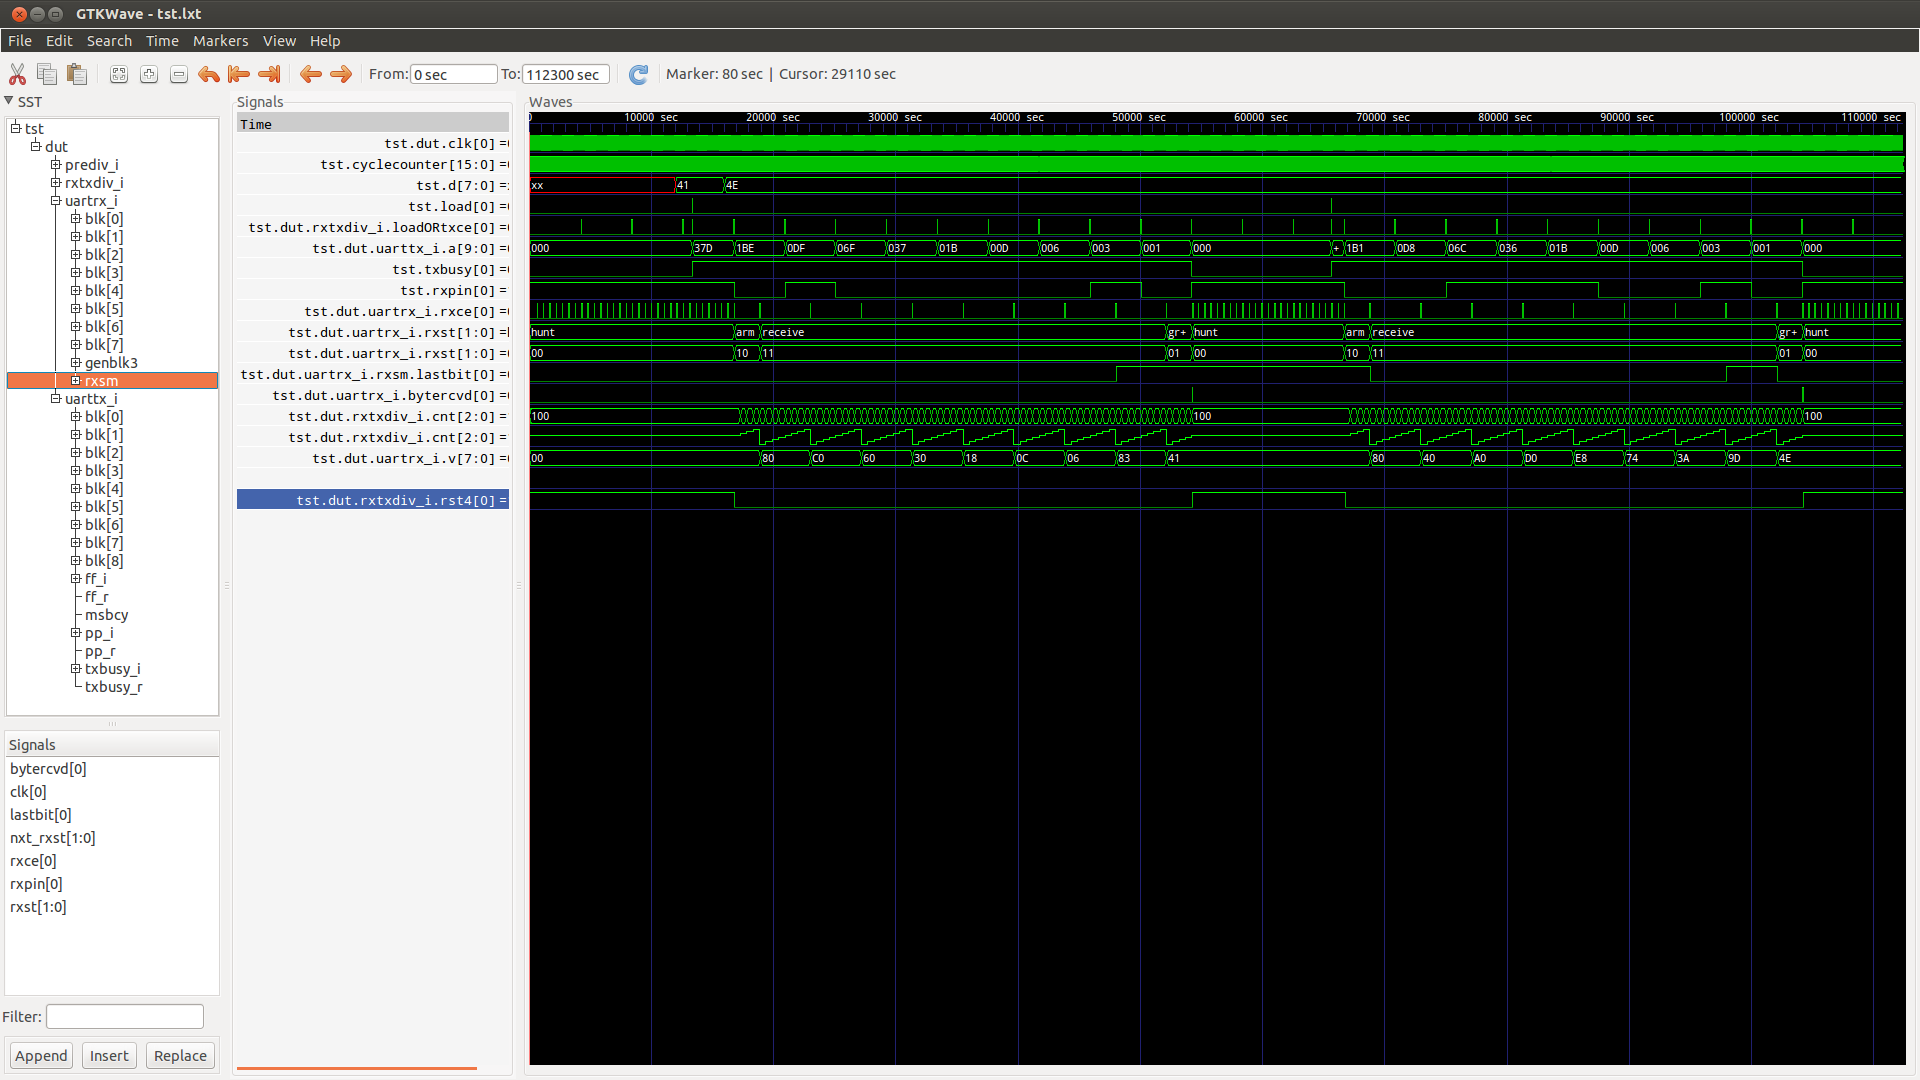 GTKWave - tst.lxt
File Edit Search Time Markers View Help
From: 0 sec To: 112300 sec Marker: 80 sec | Cursor: 29110 sec
SST
tst
dut
prediv_i
rxtxdiv_i
uartrx_i
blk[0]
blk[1]
blk[2]
blk[3]
blk[4]
blk[5]
blk[6]
blk[7]
genblk3
rxsm
uarttx_i
blk[0]
blk[1]
blk[2]
blk[3]
blk[4]
blk[5]
blk[6]
blk[7]
blk[8]
ff_i
ff_r
msbcy
pp_i
pp_r
txbusy_i
txbusy_r
Signals
bytercvd[0]
clk[0]
lastbit[0]
nxt_rxst[1:0]
rxce[0]
rxpin[0]
rxst[1:0]
Filter:
Append Insert Replace
Signals
Time
tst.dut.clk[0] =
tst.cyclecounter[15:0] =
tst.d[7:0] =
tst.load[0] =
tst.dut.rxtxdiv_i.loadORtxce[0] =
tst.dut.uarttx_i.a[9:0] =
tst.txbusy[0] =
tst.rxpin[0] =
tst.dut.uartrx_i.rxce[0] =
tst.dut.uartrx_i.rxst[1:0] =
tst.dut.uartrx_i.rxst[1:0] =
tst.dut.uartrx_i.rxsm.lastbit[0] =
tst.dut.uartrx_i.bytercvd[0] =
tst.dut.rxtxdiv_i.cnt[2:0] =
tst.dut.rxtxdiv_i.cnt[2:0] =
tst.dut.uartrx_i.v[7:0] =
tst.dut.rxtxdiv_i.rst4[0] =
Waves
10000 sec 20000 sec 30000 sec 40000 sec 50000 sec 60000 sec 70000 sec 80000 sec 90000 sec 100000 sec 110000 sec
xx 41 4E
000 37D 1BE 0DF 06F 037 01B 00D 006 003 001 000 + 1B1 0D8 06C 036 01B 00D 006 003 001 000
hunt arm receive gr+ hunt arm receive gr+ hunt
00 10 11 01 00 10 11 01 00
100 100 100
00 80 C0 60 30 18 0C 06 83 41 80 40 A0 D0 E8 74 3A 9D 4E